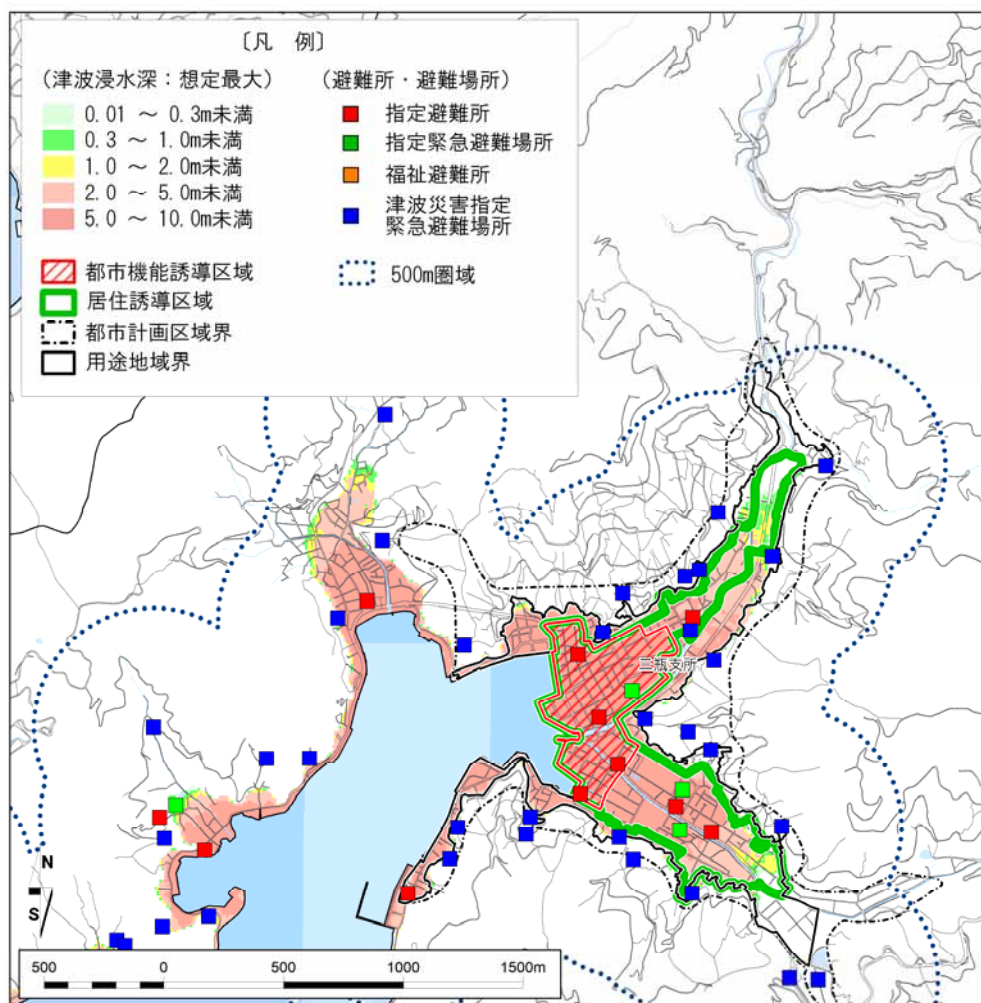 〔凡 例〕
(津波浸水深:想定最大)
0.01 ~ 0.3m未満
0.3 ~ 1.0m未満
1.0 ~ 2.0m未満
2.0 ~ 5.0m未満
5.0 ~ 10.0m未満
都市機能誘導区域
居住誘導区域
都市計画区域界
用途地域界
(避難所・避難場所)
指定避難所
指定緊急避難場所
福祉避難所
津波災害指定
緊急避難場所
500m圏域
三瓶支所
N
S
500 0 500 1000 1500m